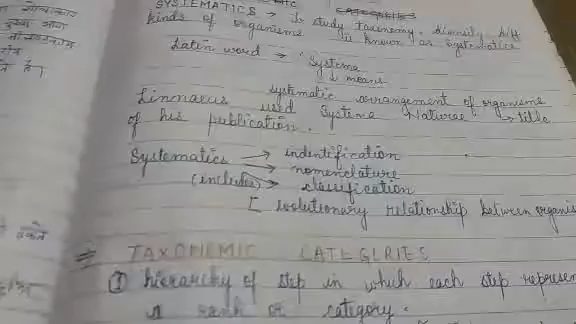 SYSTEMATICS → To study taxonomy, diversity diff
kinds of organisms is known as systematics
Latin word → Systema
↓ means
systematic arrangement of organisms
Linnaeus used Systema Naturae → title
of his publication.
Systematics → indentification
→ nomenclature
(includes) → classification
[ evolutionary relationship between organis
= TAXONEMIC CATEGLRIES
① hierarchy of step in which each step represen
a rank or category.